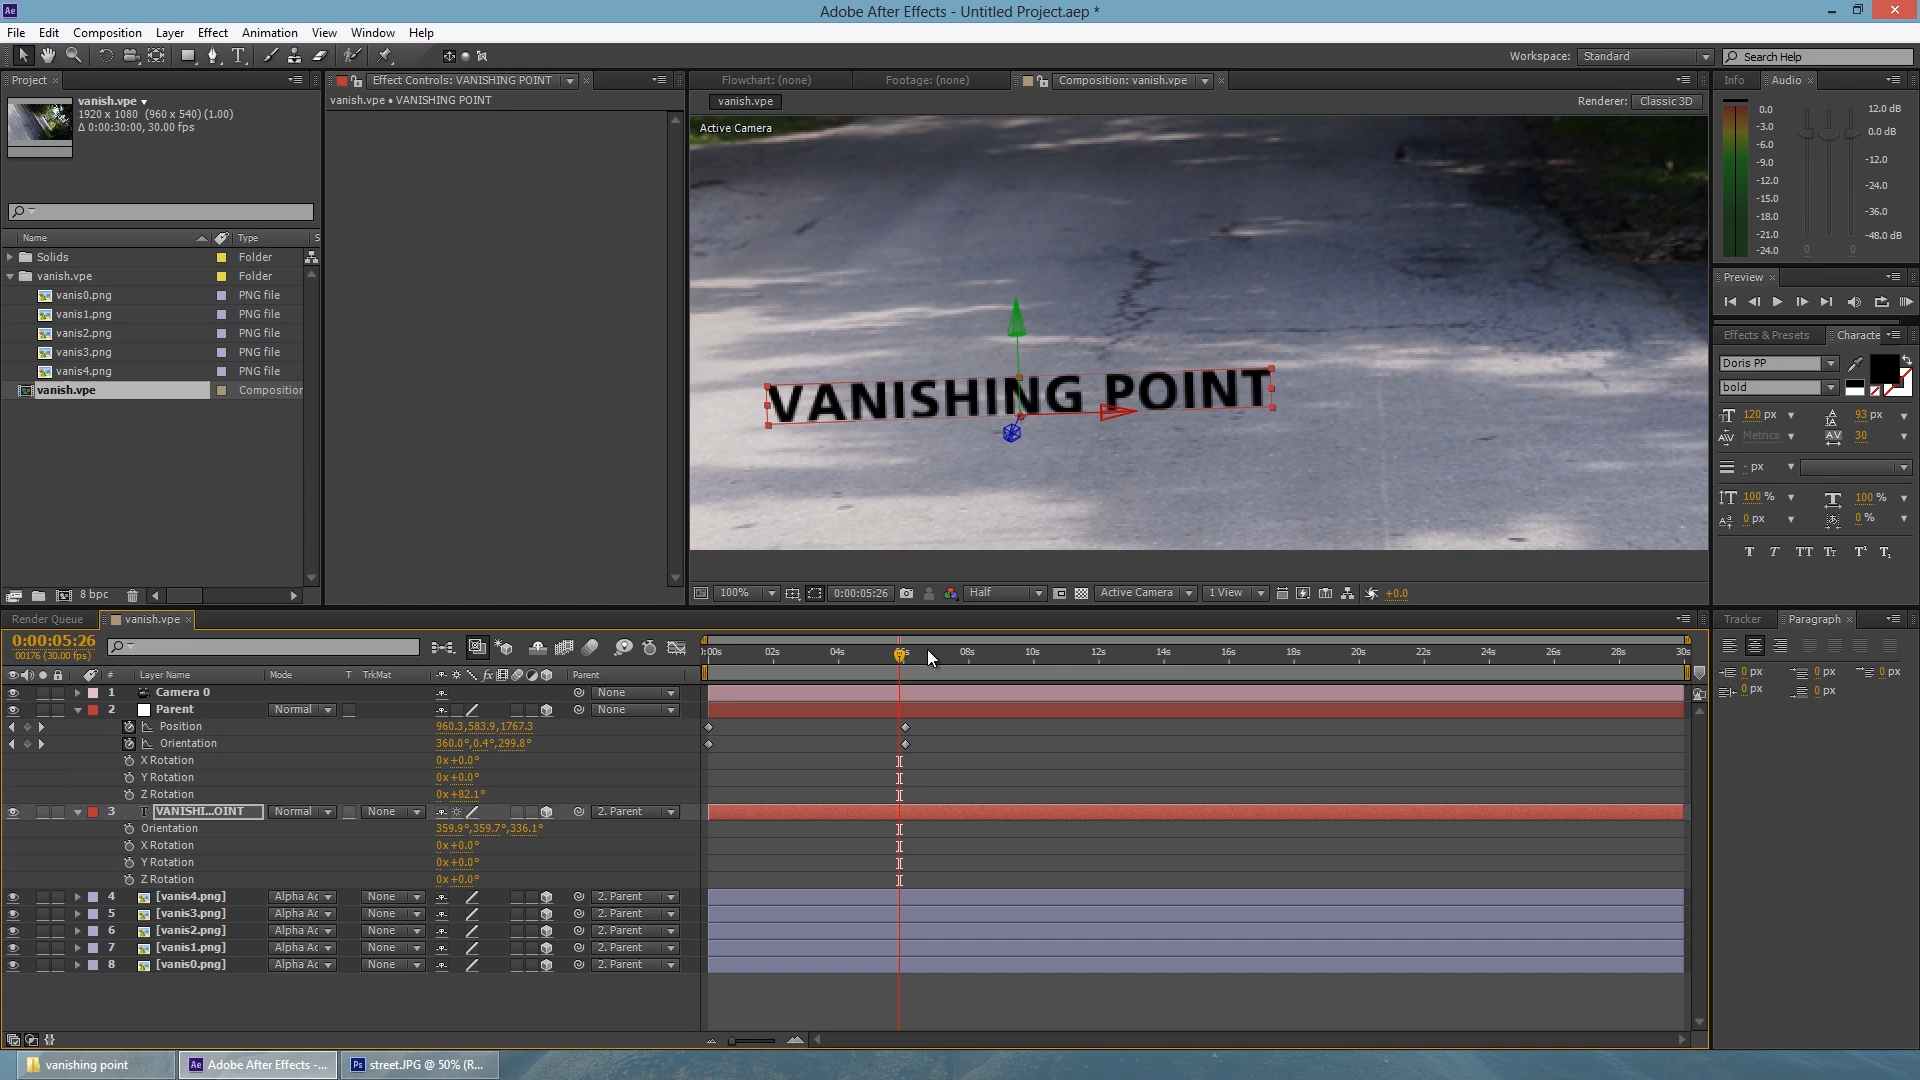 Adobe After Effects - Untitled Project.aep *
File Edit Composition Layer Effect Animation View Window Help
Workspace: Standard
Search Help
Project
vanish.vpe
1920 x 1080 (960 x 540) (1.00)
Δ 0:00:30:00, 30.00 fps
Name Type S
Solids Folder
vanish.vpe Folder
vanis0.png PNG file
vanis1.png PNG file
vanis2.png PNG file
vanis3.png PNG file
vanis4.png PNG file
vanish.vpe Compositior
8 bpc
Effect Controls: VANISHING POINT
vanish.vpe • VANISHING POINT
Flowchart: (none) Footage: (none) Composition: vanish.vpe
vanish.vpe Renderer: Classic 3D
Active Camera
VANISHING POINT
100% 0:00:05:26 Half Active Camera 1 View +0.0
Info Audio
0.0 12.0 dB
-3.0 0.0 dB
-6.0
-9.0 -12.0
-12.0
-15.0 -24.0
-18.0 -36.0
-21.0
-24.0 -48.0 dB
0 0
Preview
Effects & Presets Characte
Doris PP
bold
120 px 93 px
Metrics 30
- px
100 % 100 %
0 px 0 %
T T TT Tt T¹ T₁
Tracker Paragraph
0 px 0 px 0 px
0 px 0 px
Render Queue vanish.vpe
0:00:05:26
00176 (30.00 fps)
# Layer Name Mode T TrkMat fx Parent
02s 04s 08s 10s 12s 14s 16s 18s 20s 22s 24s 26s 28s 30s
1 Camera 0 None
2 Parent Normal None
Position 960.3,583.9,1767.3
Orientation 360.0°,0.4°,299.8°
X Rotation 0x+0.0°
Y Rotation 0x+0.0°
Z Rotation 0x+82.1°
3 T VANISHI...OINT Normal None 2. Parent
Orientation 359.9°,359.7°,336.1°
X Rotation 0x+0.0°
Y Rotation 0x+0.0°
Z Rotation 0x+0.0°
4 [vanis4.png] Alpha Ac None 2. Parent
5 [vanis3.png] Alpha Ac None 2. Parent
6 [vanis2.png] Alpha Ac None 2. Parent
7 [vanis1.png] Alpha Ac None 2. Parent
8 [vanis0.png] Alpha Ac None 2. Parent
vanishing point
Ae Adobe After Effects -...
Ps street.JPG @ 50% (R...